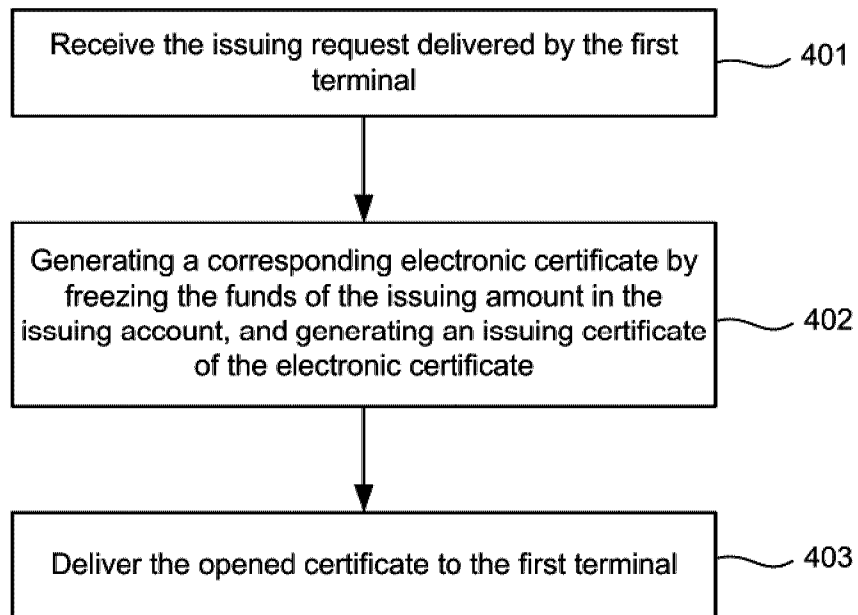 Receive the issuing request delivered by the first
terminal
401
Generating a corresponding electronic certificate by
freezing the funds of the issuing amount in the
issuing account, and generating an issuing certificate
of the electronic certificate
402
Deliver the opened certificate to the first terminal
403